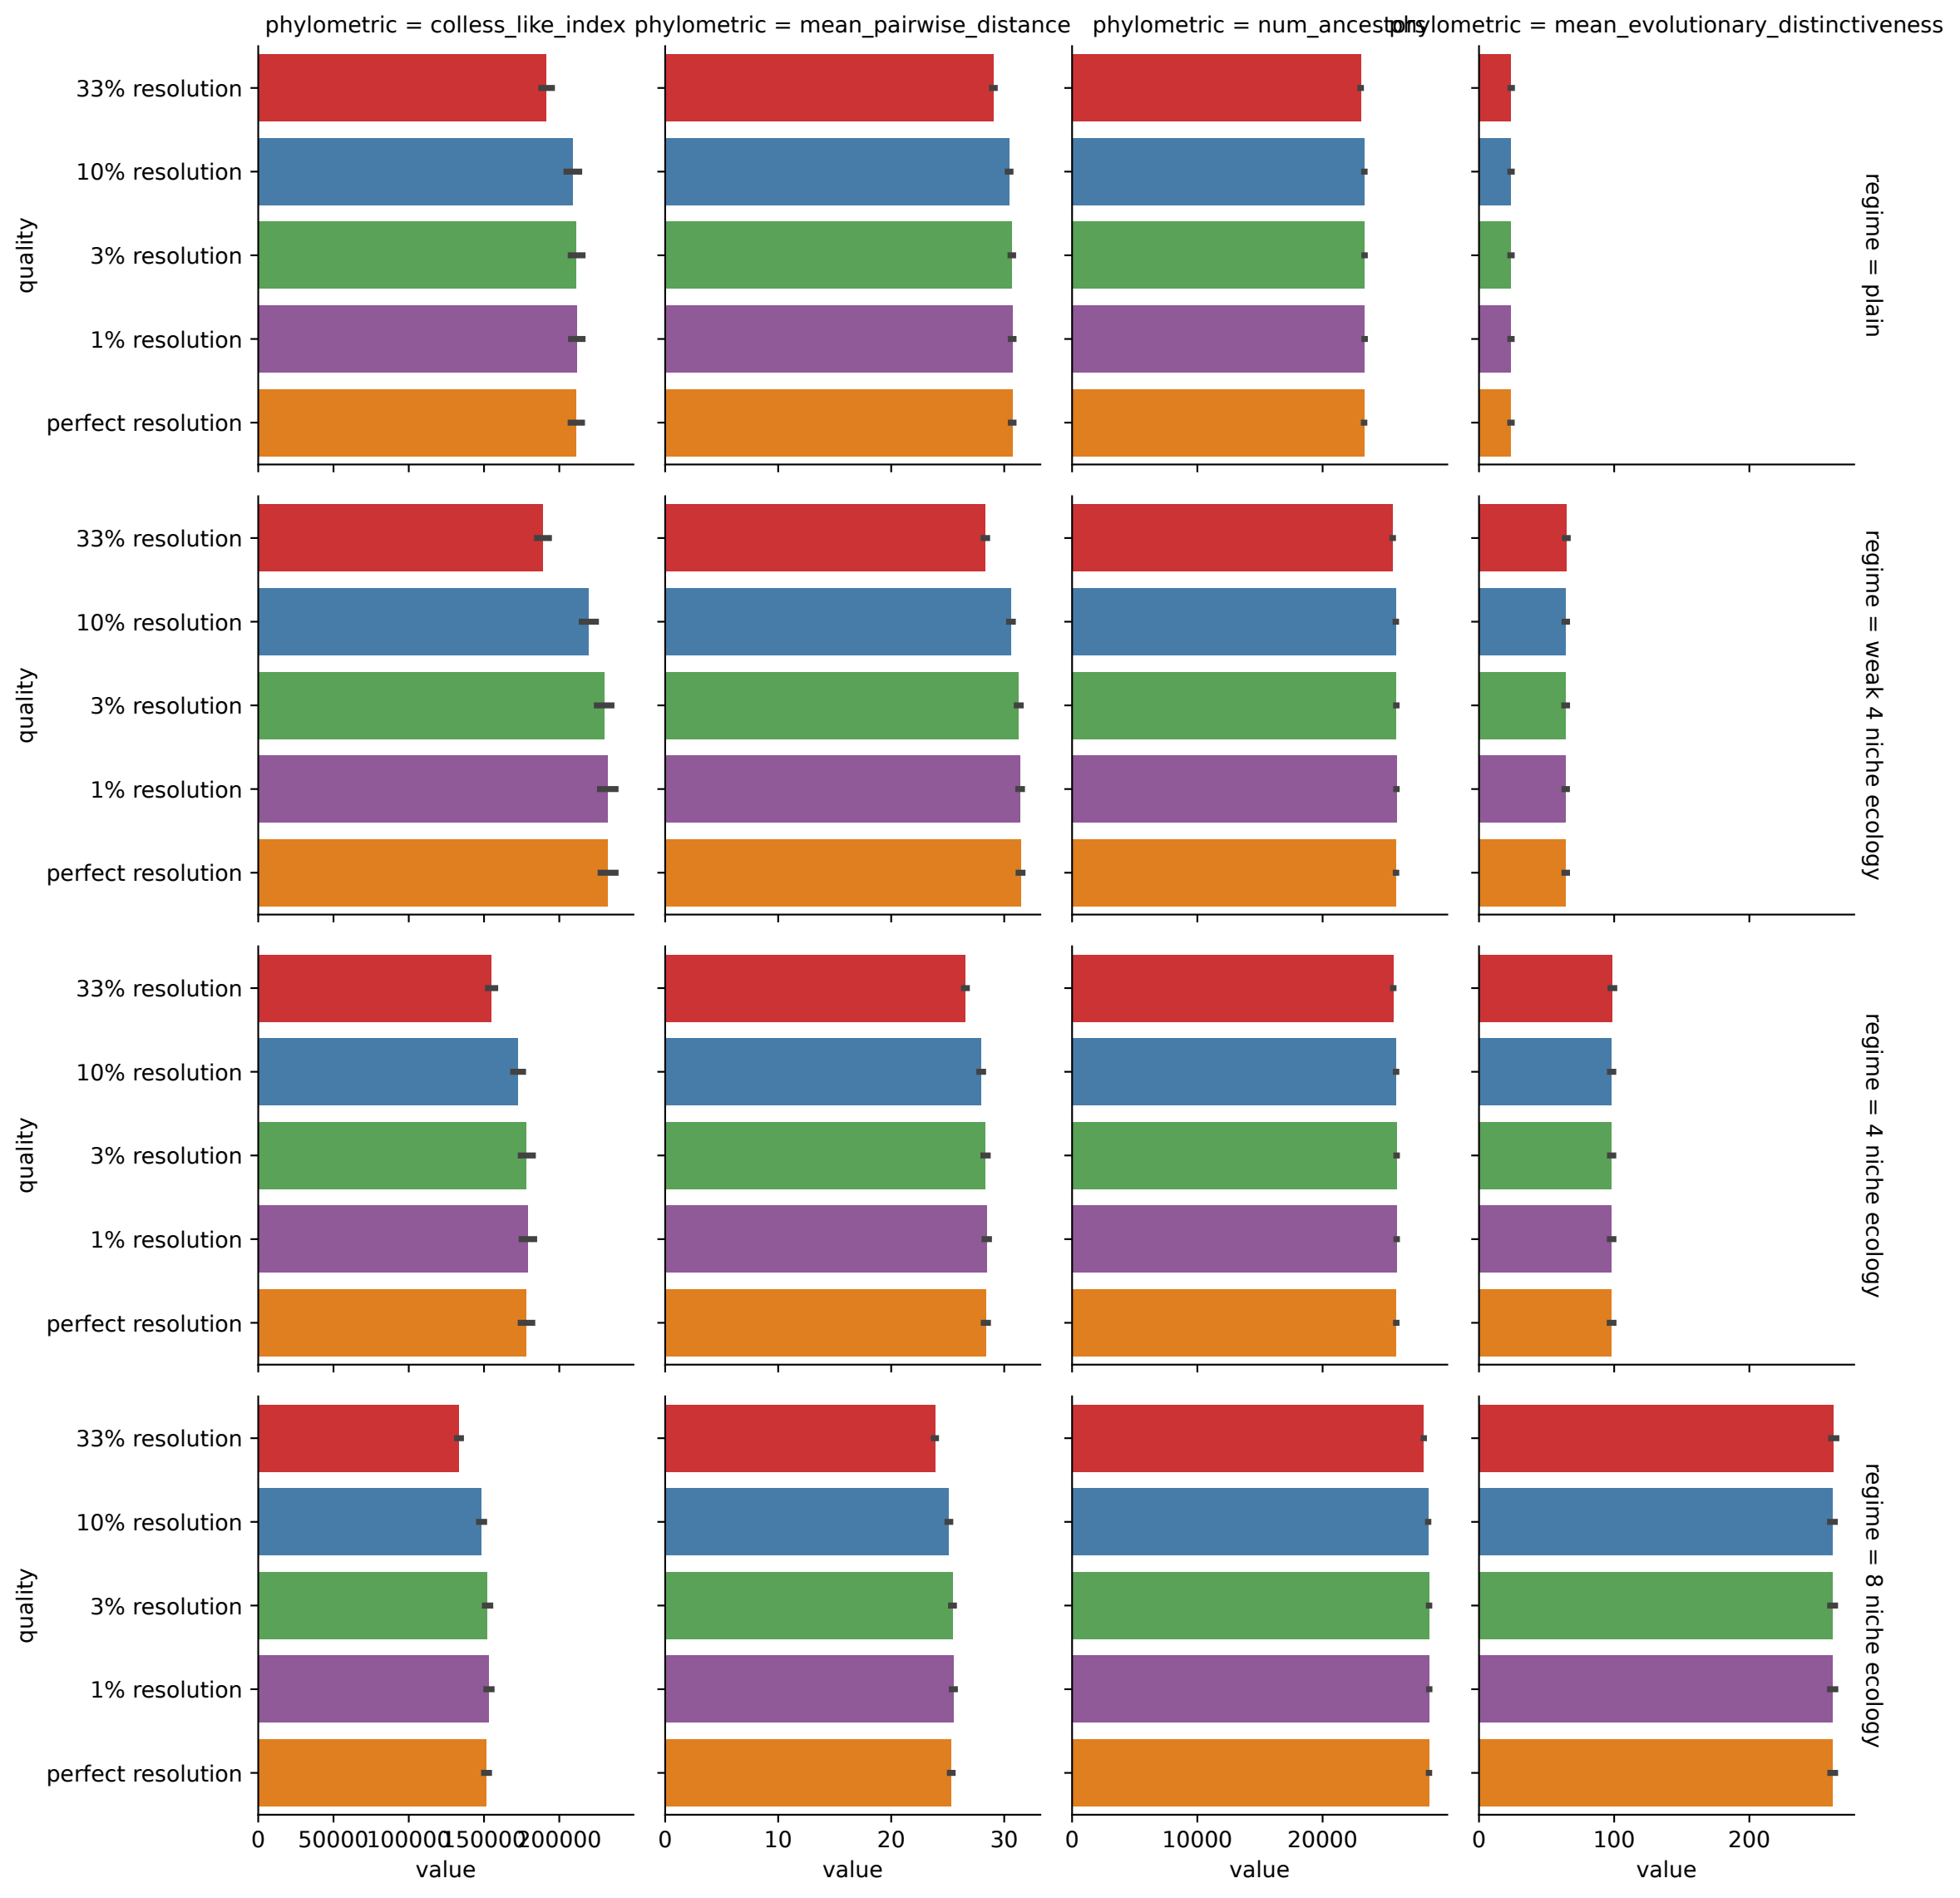 phylometric = colless_like_index
phylometric = mean_pairwise_distance
phylometric = num_ancestors
phylometric = mean_evolutionary_distinctiveness
33% resolution
10% resolution
3% resolution
1% resolution
perfect resolution
quality
regime = plain
33% resolution
10% resolution
3% resolution
1% resolution
perfect resolution
quality
regime = weak 4 niche ecology
33% resolution
10% resolution
3% resolution
1% resolution
perfect resolution
quality
regime = 4 niche ecology
33% resolution
10% resolution
3% resolution
1% resolution
perfect resolution
quality
regime = 8 niche ecology
0 50000 100000 150000 200000
value
0 10 20 30
value
0 10000 20000
value
0 100 200
value